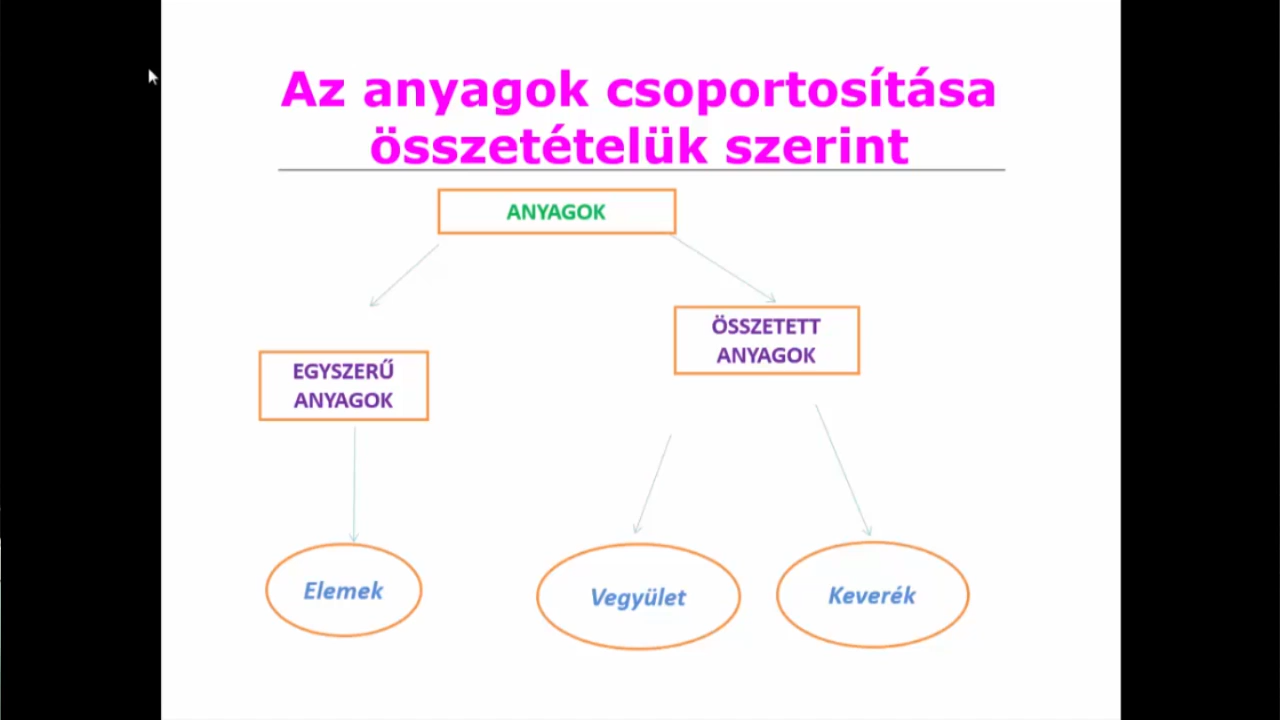 Az anyagok csoportosítása
összetételük szerint
ANYAGOK
ÖSSZETETT
ANYAGOK
EGYSZERŰ
ANYAGOK
Elemek
Vegyület
Keverék